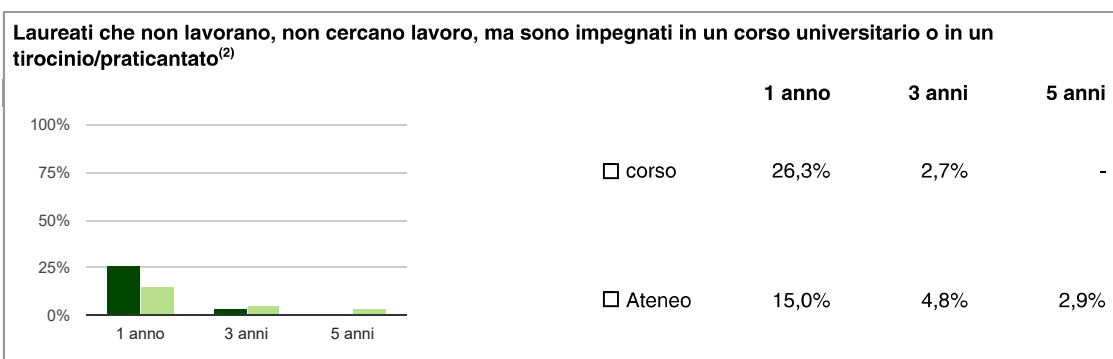 Laureati che non lavorano, non cercano lavoro, ma sono impegnati in un corso universitario o in un
tirocinio/praticantato(2)
1 anno 3 anni 5 anni
100%
75%
50%
25%
0%
1 anno 3 anni 5 anni
corso 26,3% 2,7% -
Ateneo 15,0% 4,8% 2,9%